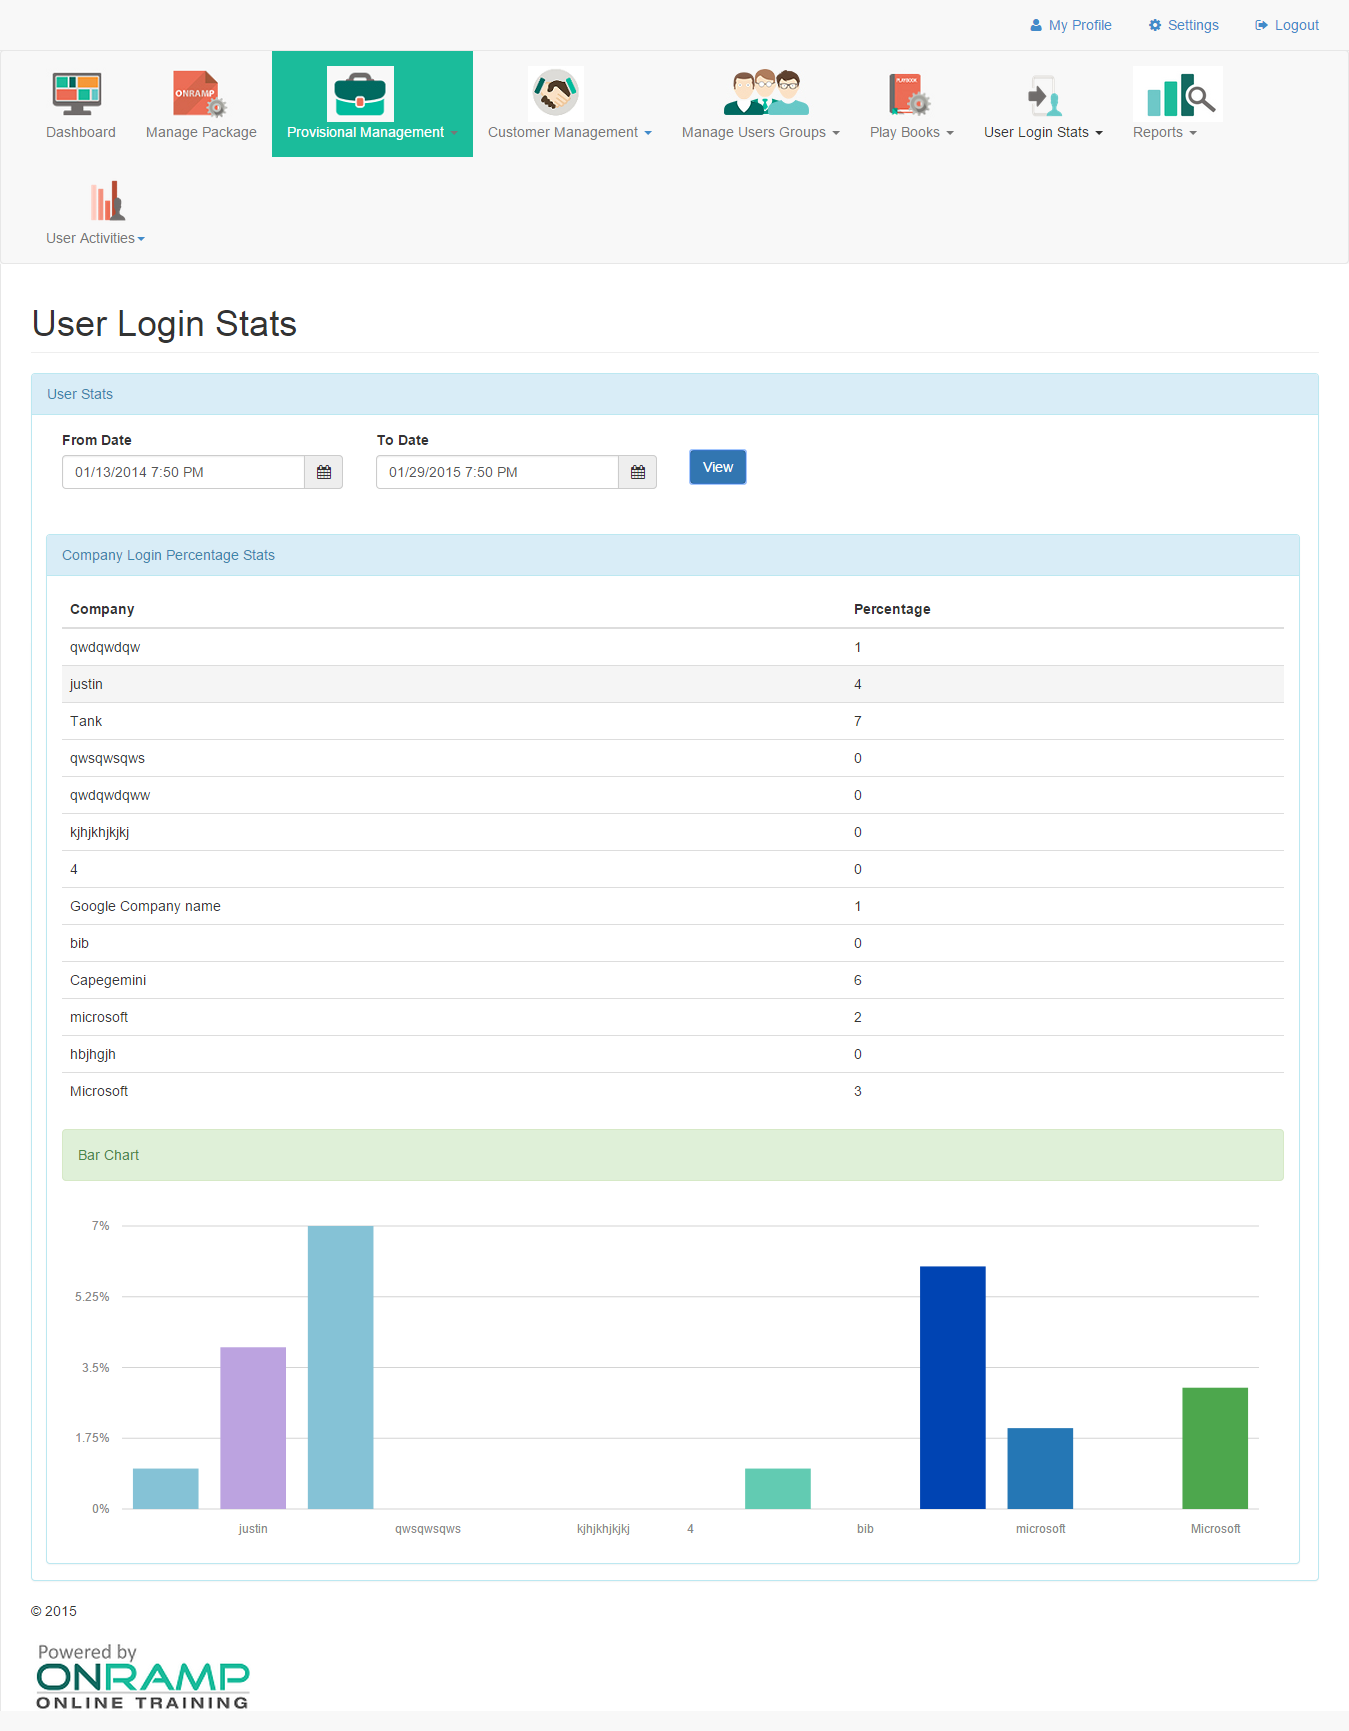 My Profile Settings Logout
ONRAMP PLAYBOOK
Dashboard Manage Package Provisional Management Customer Management Manage Users Groups Play Books User Login Stats Reports
User Activities
User Login Stats
User Stats
From Date To Date
01/13/2014 7:50 PM 01/29/2015 7:50 PM View
Company Login Percentage Stats
Company Percentage
qwdqwdqw 1
justin 4
Tank 7
qwsqwsqws 0
qwdqwdqww 0
kjhjkhjkjkj 0
4 0
Google Company name 1
bib 0
Capegemini 6
microsoft 2
hbjhgjh 0
Microsoft 3
Bar Chart
7%
5.25%
3.5%
1.75%
0%
justin qwsqwsqws kjhjkhjkjkj 4 bib microsoft Microsoft
© 2015
Powered by
ONRAMP
ONLINE TRAINING